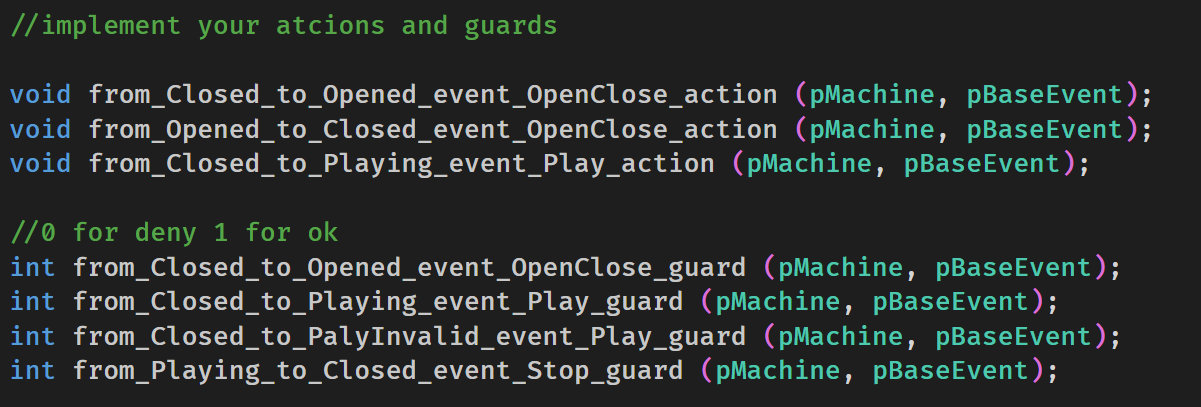 //implement your atcions and guards
void from_Closed_to_Opened_event_OpenClose_action (pMachine, pBaseEvent);
void from_Opened_to_Closed_event_OpenClose_action (pMachine, pBaseEvent);
void from_Closed_to_Playing_event_Play_action (pMachine, pBaseEvent);
//0 for deny 1 for ok
int from_Closed_to_Opened_event_OpenClose_guard (pMachine, pBaseEvent);
int from_Closed_to_Playing_event_Play_guard (pMachine, pBaseEvent);
int from_Closed_to_PalyInvalid_event_Play_guard (pMachine, pBaseEvent);
int from_Playing_to_Closed_event_Stop_guard (pMachine, pBaseEvent);